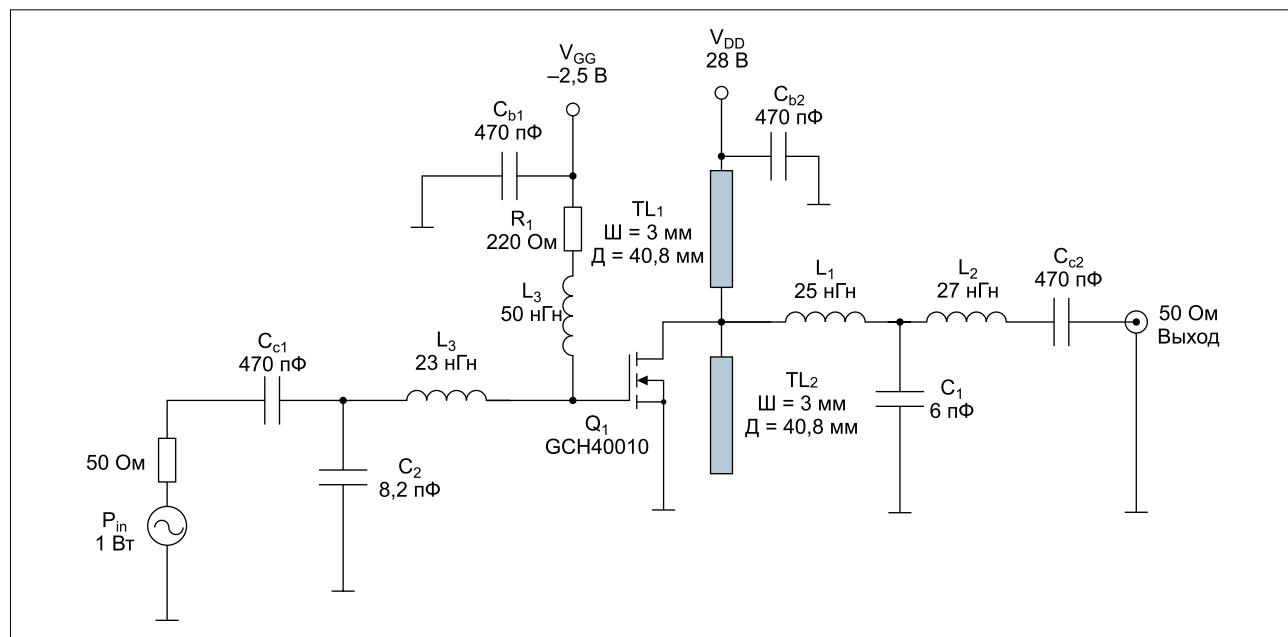 V_GG
–2,5 В
V_DD
28 В
C_b1
470 пФ
C_b2
470 пФ
R_1
220 Ом
TL_1
Ш = 3 мм
Д = 40,8 мм
L_3
50 нГн
L_1
25 нГн
L_2
27 нГн
C_c2
470 пФ
50 Ом
Выход
C_c1
470 пФ
L_3
23 нГн
TL_2
Ш = 3 мм
Д = 40,8 мм
C_1
6 пФ
Q_1
GCH40010
50 Ом
C_2
8,2 пФ
P_in
1 Вт